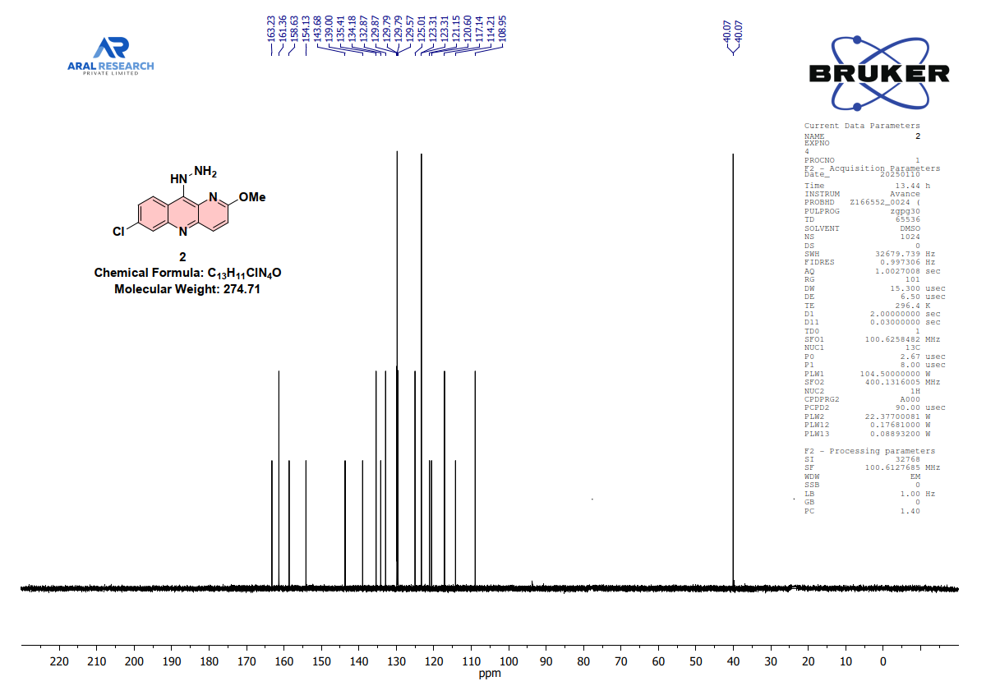 163.23
161.36
158.63
154.13
143.68
139.00
135.41
134.18
132.87
129.87
129.79
129.79
129.57
125.01
123.31
123.31
121.15
120.60
117.14
114.21
108.95
40.07
40.07
AR
ARAL RESEARCH
PRIVATE LIMITED
BRUKER
Current Data Parameters
NAME 2
EXPNO
4
PROCNO 1
F2 - Acquisition Parameters
Date_ 20250110
Time 13.44 h
INSTRUM Avance
PROBHD Z166552_0024 (
PULPROG zgpg30
TD 65536
SOLVENT DMSO
NS 1024
DS 0
SWH 32679.739 Hz
FIDRES 0.997306 Hz
AQ 1.0027008 sec
RG 101
DW 15.300 usec
DE 6.50 usec
TE 296.4 K
D1 2.00000000 sec
D11 0.03000000 sec
TD0 1
SFO1 100.6258482 MHz
NUC1 13C
P0 2.67 usec
P1 8.00 usec
PLW1 104.50000000 W
SFO2 400.1316005 MHz
NUC2 1H
CPDPRG2 A000
PCPD2 90.00 usec
PLW2 22.37700081 W
PLW12 0.17681000 W
PLW13 0.08893200 W
F2 - Processing parameters
SI 32768
SF 100.6127685 MHz
WDW EM
SSB 0
LB 1.00 Hz
GB 0
PC 1.40
HN NH2
N OMe
Cl N
2
Chemical Formula: C13H11ClN4O
Molecular Weight: 274.71
220 210 200 190 180 170 160 150 140 130 120 110 100 90 80 70 60 50 40 30 20 10 0
ppm